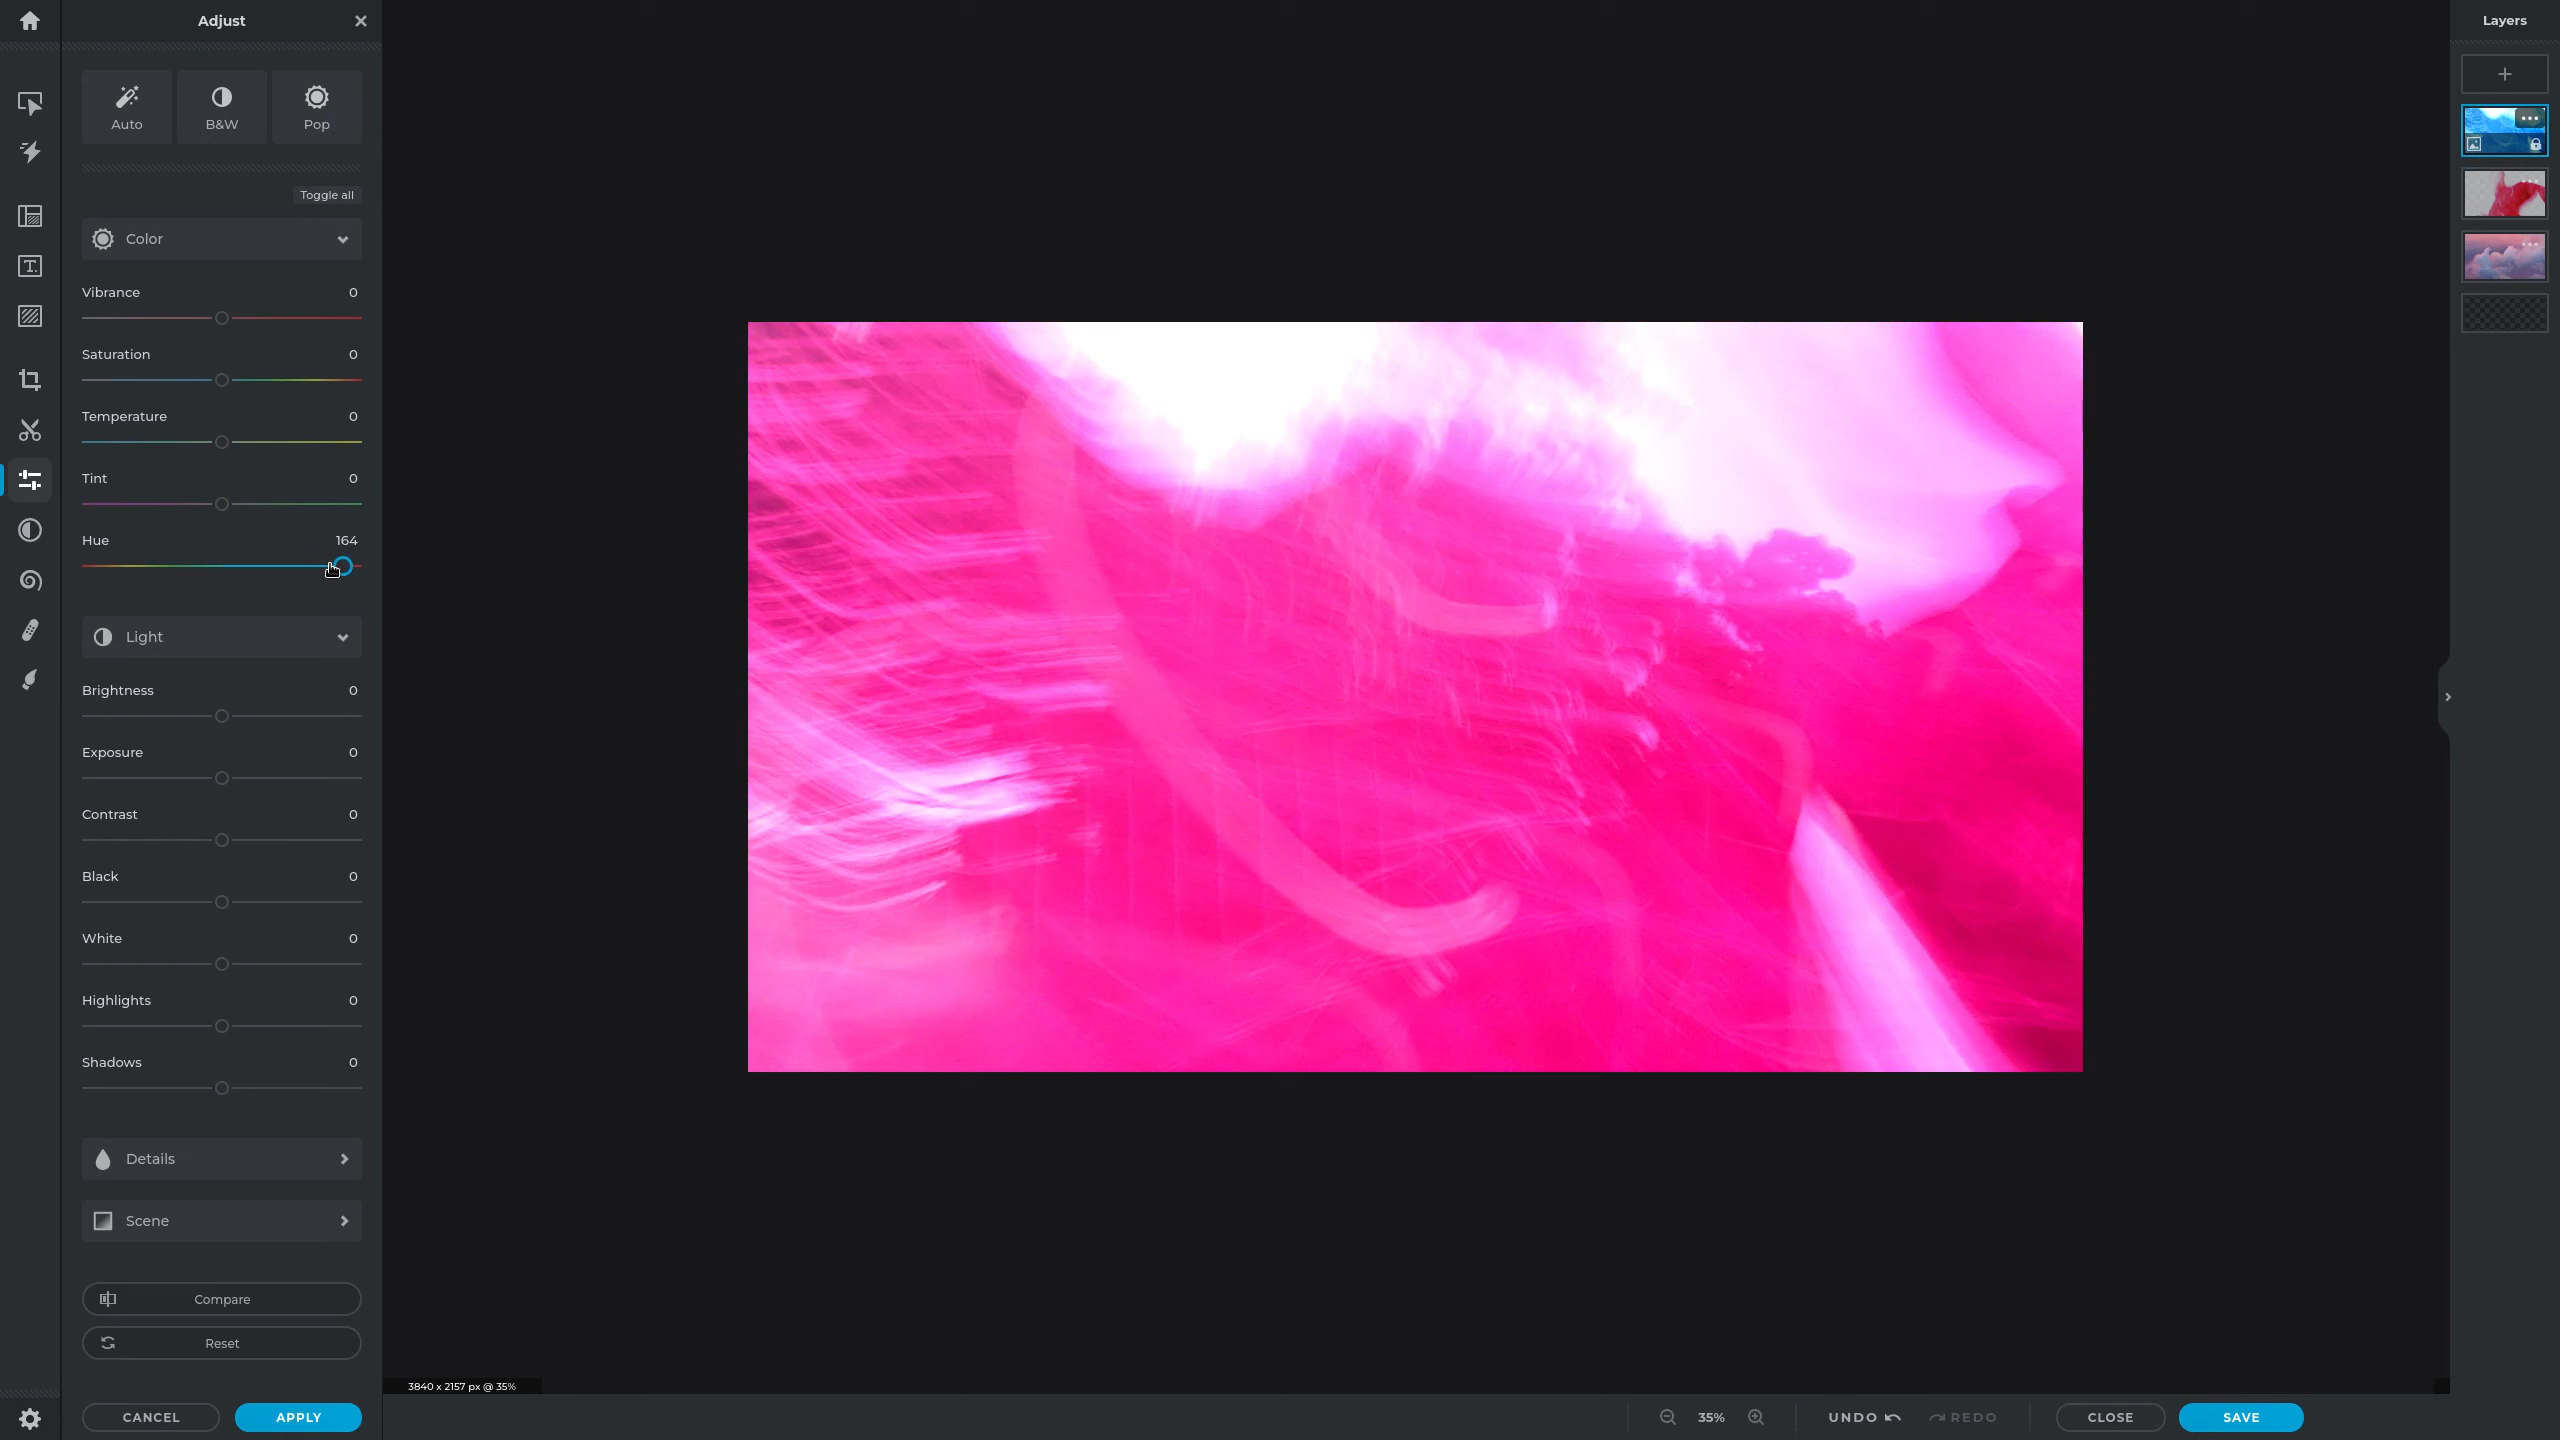 Adjust
Layers
Auto
B&W
Pop
Toggle all
Color
Vibrance 0
Saturation 0
Temperature 0
Tint 0
Hue 164
Light
Brightness 0
Exposure 0
Contrast 0
Black 0
White 0
Highlights 0
Shadows 0
Details
Scene
Compare
Reset
3840 x 2157 px @ 35%
CANCEL
APPLY
35%
UNDO
REDO
CLOSE
SAVE